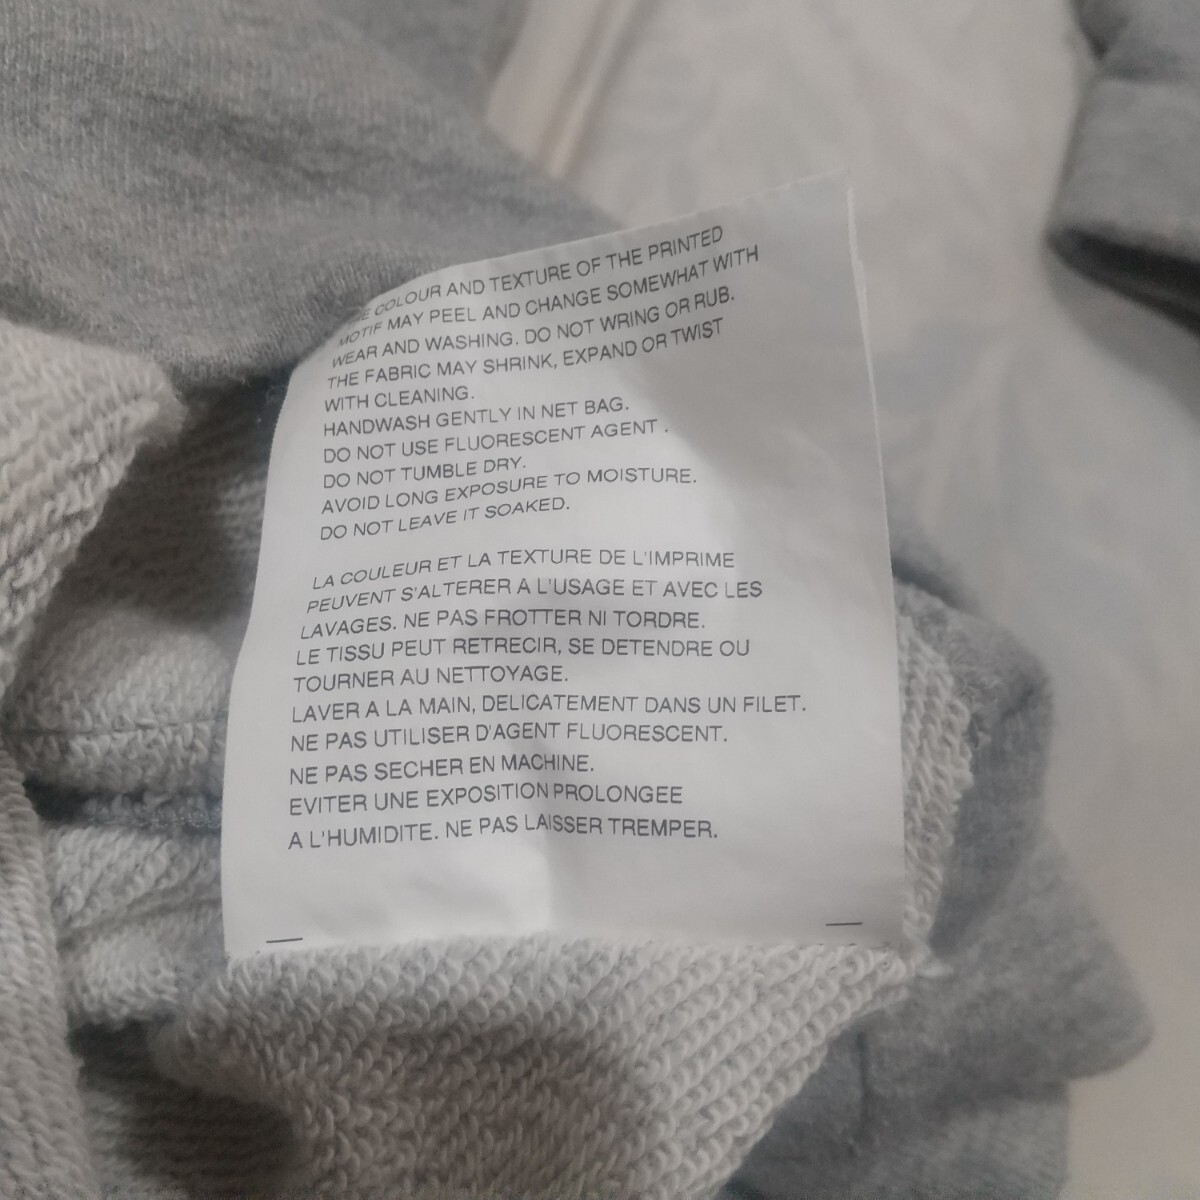 COLOUR AND TEXTURE OF THE PRINTED
MOTIF MAY PEEL AND CHANGE SOMEWHAT WITH
WEAR AND WASHING. DO NOT WRING OR RUB.
THE FABRIC MAY SHRINK, EXPAND OR TWIST
WITH CLEANING.
HANDWASH GENTLY IN NET BAG.
DO NOT USE FLUORESCENT AGENT .
DO NOT TUMBLE DRY.
AVOID LONG EXPOSURE TO MOISTURE.
DO NOT LEAVE IT SOAKED.
LA COULEUR ET LA TEXTURE DE L'IMPRIME
PEUVENT S'ALTERER A L'USAGE ET AVEC LES
LAVAGES. NE PAS FROTTER NI TORDRE.
LE TISSU PEUT RETRECIR, SE DETENDRE OU
TOURNER AU NETTOYAGE.
LAVER A LA MAIN, DELICATEMENT DANS UN FILET.
NE PAS UTILISER D'AGENT FLUORESCENT.
NE PAS SECHER EN MACHINE.
EVITER UNE EXPOSITION PROLONGEE
A L'HUMIDITE. NE PAS LAISSER TREMPER.